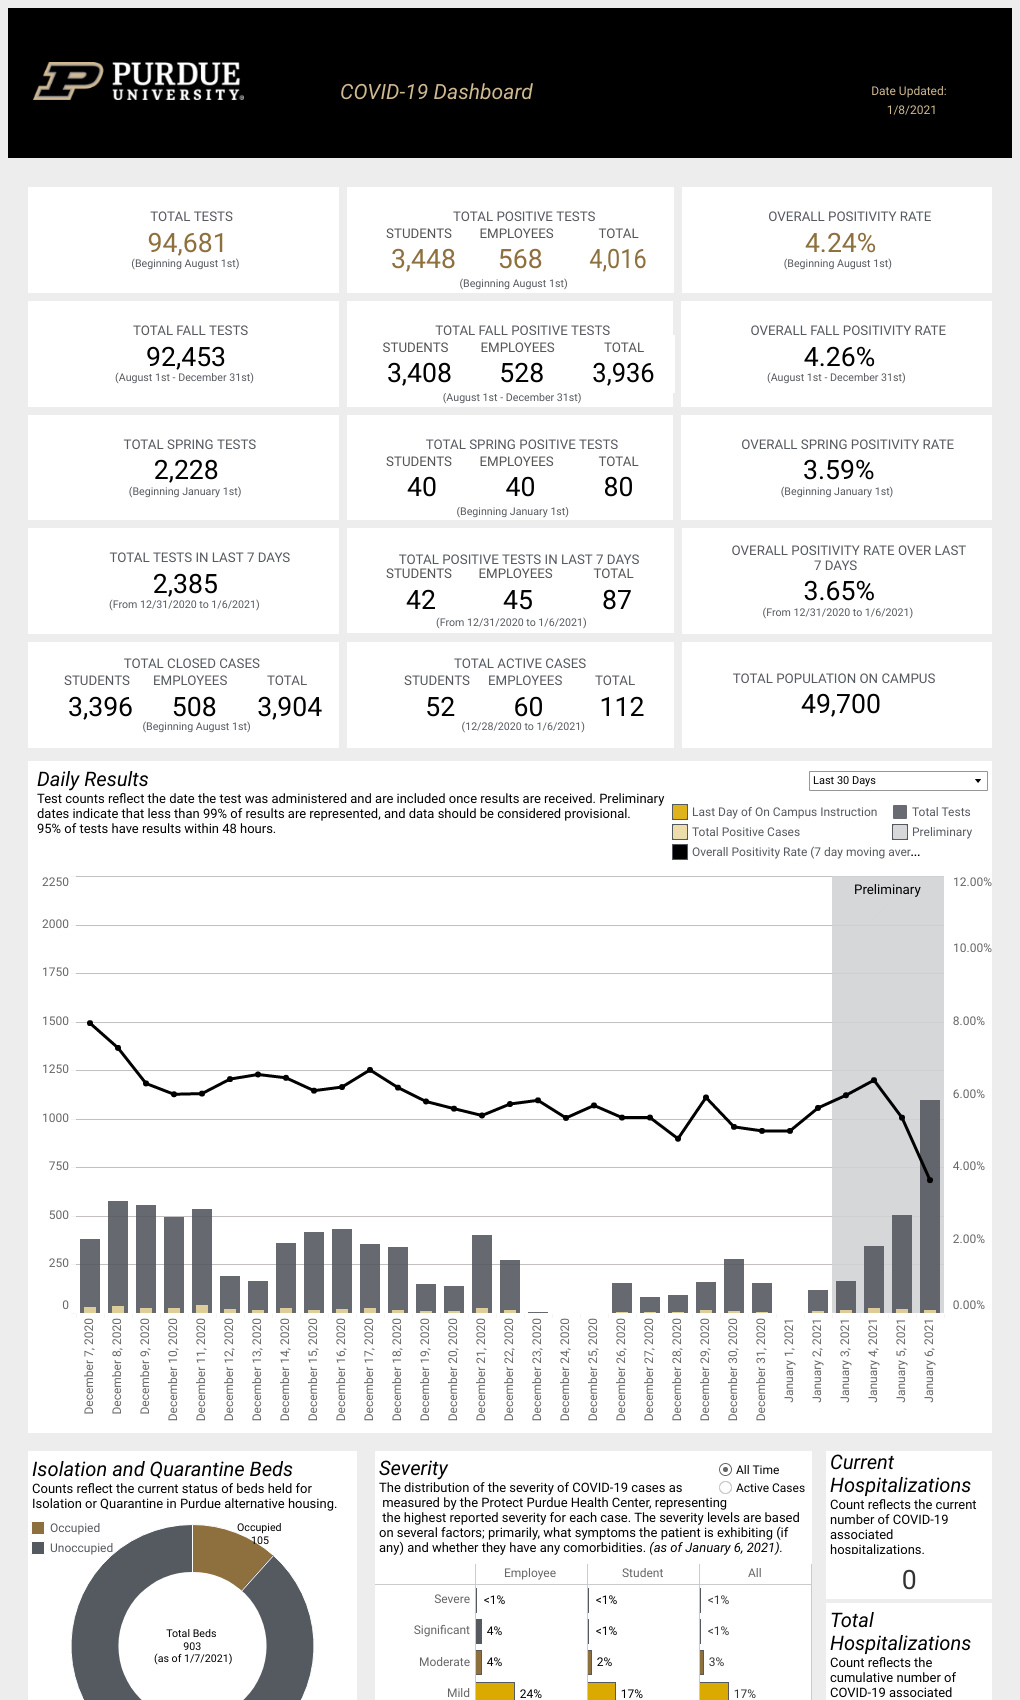 PURDUE
UNIVERSITY®
COVID-19 Dashboard
Date Updated:
1/8/2021
TOTAL TESTS
94,681
(Beginning August 1st)
TOTAL POSITIVE TESTS
STUDENTS EMPLOYEES TOTAL
3,448 568 4,016
(Beginning August 1st)
OVERALL POSITIVITY RATE
4.24%
(Beginning August 1st)
TOTAL FALL TESTS
92,453
(August 1st - December 31st)
TOTAL FALL POSITIVE TESTS
STUDENTS EMPLOYEES TOTAL
3,408 528 3,936
(August 1st - December 31st)
OVERALL FALL POSITIVITY RATE
4.26%
(August 1st - December 31st)
TOTAL SPRING TESTS
2,228
(Beginning January 1st)
TOTAL SPRING POSITIVE TESTS
STUDENTS EMPLOYEES TOTAL
40 40 80
(Beginning January 1st)
OVERALL SPRING POSITIVITY RATE
3.59%
(Beginning January 1st)
TOTAL TESTS IN LAST 7 DAYS
2,385
(From 12/31/2020 to 1/6/2021)
TOTAL POSITIVE TESTS IN LAST 7 DAYS
STUDENTS EMPLOYEES TOTAL
42 45 87
(From 12/31/2020 to 1/6/2021)
OVERALL POSITIVITY RATE OVER LAST
7 DAYS
3.65%
(From 12/31/2020 to 1/6/2021)
TOTAL CLOSED CASES
STUDENTS EMPLOYEES TOTAL
3,396 508 3,904
(Beginning August 1st)
TOTAL ACTIVE CASES
STUDENTS EMPLOYEES TOTAL
52 60 112
(12/28/2020 to 1/6/2021)
TOTAL POPULATION ON CAMPUS
49,700
Daily Results
Test counts reflect the date the test was administered and are included once results are received. Preliminary
dates indicate that less than 99% of results are represented, and data should be considered provisional.
95% of tests have results within 48 hours.
Last 30 Days
Last Day of On Campus Instruction
Total Tests
Total Positive Cases
Preliminary
Overall Positivity Rate (7 day moving aver...
Preliminary
2250
2000
1750
1500
1250
1000
750
500
250
0
12.00%
10.00%
8.00%
6.00%
4.00%
2.00%
0.00%
December 7, 2020
December 8, 2020
December 9, 2020
December 10, 2020
December 11, 2020
December 12, 2020
December 13, 2020
December 14, 2020
December 15, 2020
December 16, 2020
December 17, 2020
December 18, 2020
December 19, 2020
December 20, 2020
December 21, 2020
December 22, 2020
December 23, 2020
December 24, 2020
December 25, 2020
December 26, 2020
December 27, 2020
December 28, 2020
December 29, 2020
December 30, 2020
December 31, 2020
January 1, 2021
January 2, 2021
January 3, 2021
January 4, 2021
January 5, 2021
January 6, 2021
Isolation and Quarantine Beds
Counts reflect the current status of beds held for
Isolation or Quarantine in Purdue alternative housing.
Occupied
Unoccupied
Occupied
105
Total Beds
903
(as of 1/7/2021)
Severity
All Time
Active Cases
The distribution of the severity of COVID-19 cases as
measured by the Protect Purdue Health Center, representing
the highest reported severity for each case. The severity levels are based
on several factors; primarily, what symptoms the patient is exhibiting (if
any) and whether they have any comorbidities. (as of January 6, 2021).
Employee Student All
Severe <1% <1% <1%
Significant 4% <1% <1%
Moderate 4% 2% 3%
Mild 24% 17% 17%
Current
Hospitalizations
Count reflects the current
number of COVID-19
associated
hospitalizations.
0
Total
Hospitalizations
Count reflects the
cumulative number of
COVID-19 associated